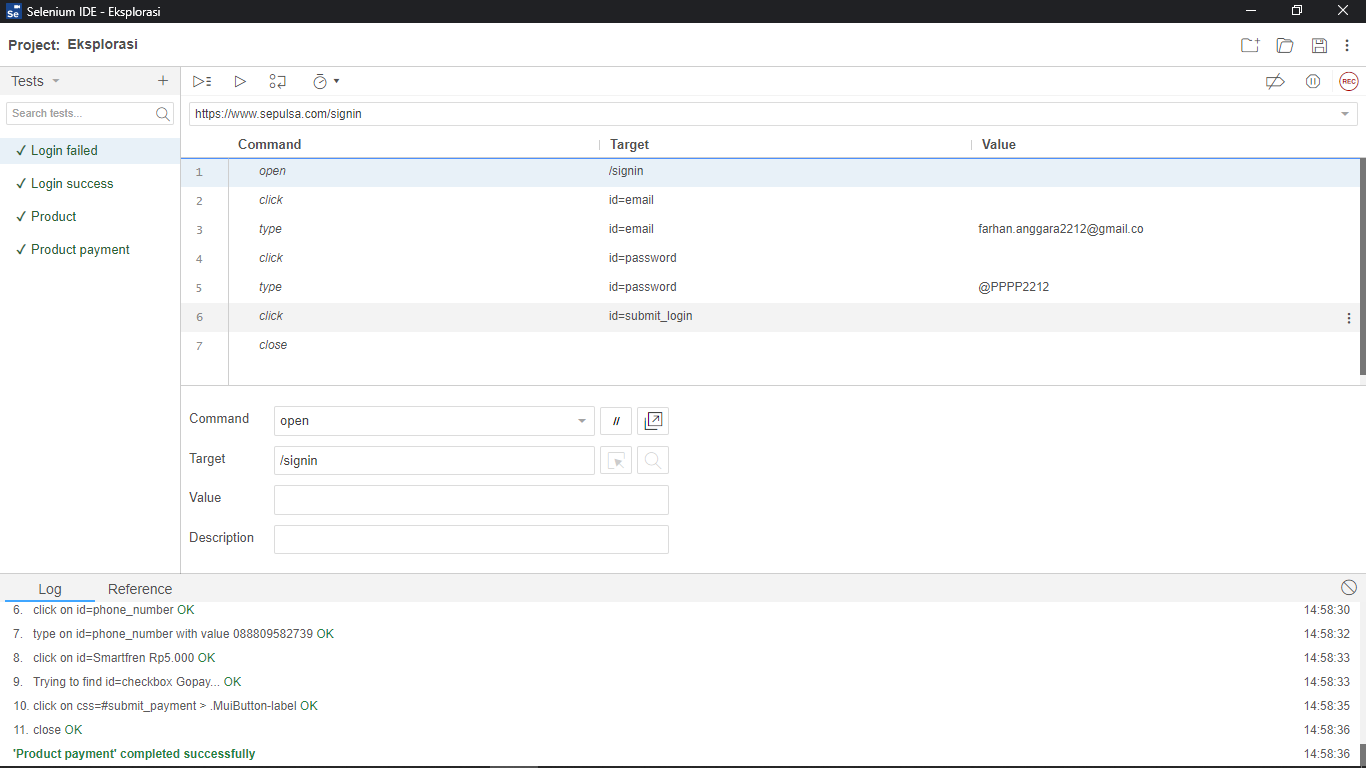 Selenium IDE - Eksplorasi
Project: Eksplorasi
Tests
Search tests...
✓ Login failed
✓ Login success
✓ Product
✓ Product payment
REC
https://www.sepulsa.com/signin
Command Target Value
1 open /signin
2 click id=email
3 type id=email farhan.anggara2212@gmail.co
4 click id=password
5 type id=password @PPPP2212
6 click id=submit_login
7 close
Command open //
Target /signin
Value
Description
Log Reference
6. click on id=phone_number OK 14:58:30
7. type on id=phone_number with value 088809582739 OK 14:58:32
8. click on id=Smartfren Rp5.000 OK 14:58:33
9. Trying to find id=checkbox Gopay... OK 14:58:33
10. click on css=#submit_payment > .MuiButton-label OK 14:58:35
11. close OK 14:58:36
'Product payment' completed successfully 14:58:36